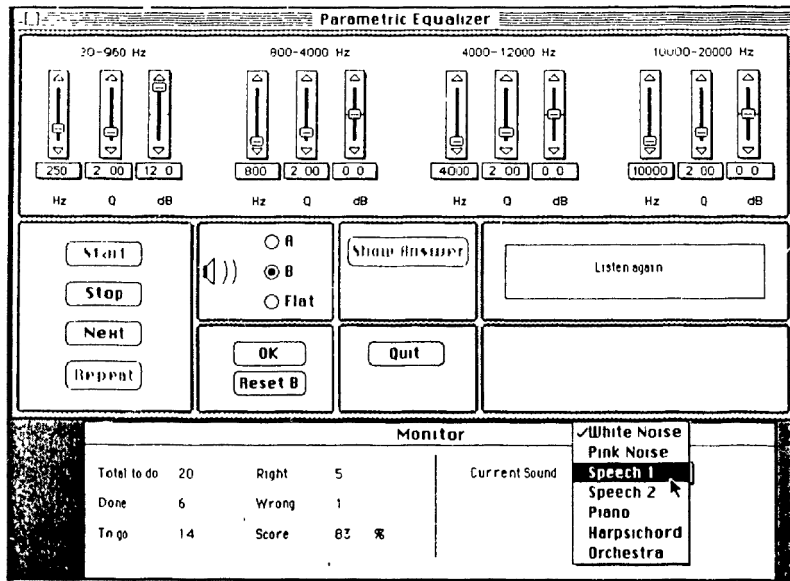 Parametric Equalizer
20-960 Hz 800-4000 Hz 4000-12000 Hz 10000-20000 Hz
250 2 00 12 0 800 2 00 0 0 4000 2 00 0 0 10000 2 00 0 0
Hz Q dB Hz Q dB Hz Q dB Hz Q dB
Start
Stop
Next
Repeat
A
B
Flat
OK
Reset B
Show Answer
Quit
Listen again
Monitor
Total to do 20 Right 5 Current Sound
Done 6 Wrong 1
To go 14 Score 83 %
✓White Noise
Pink Noise
Speech 1
Speech 2
Piano
Harpsichord
Orchestra